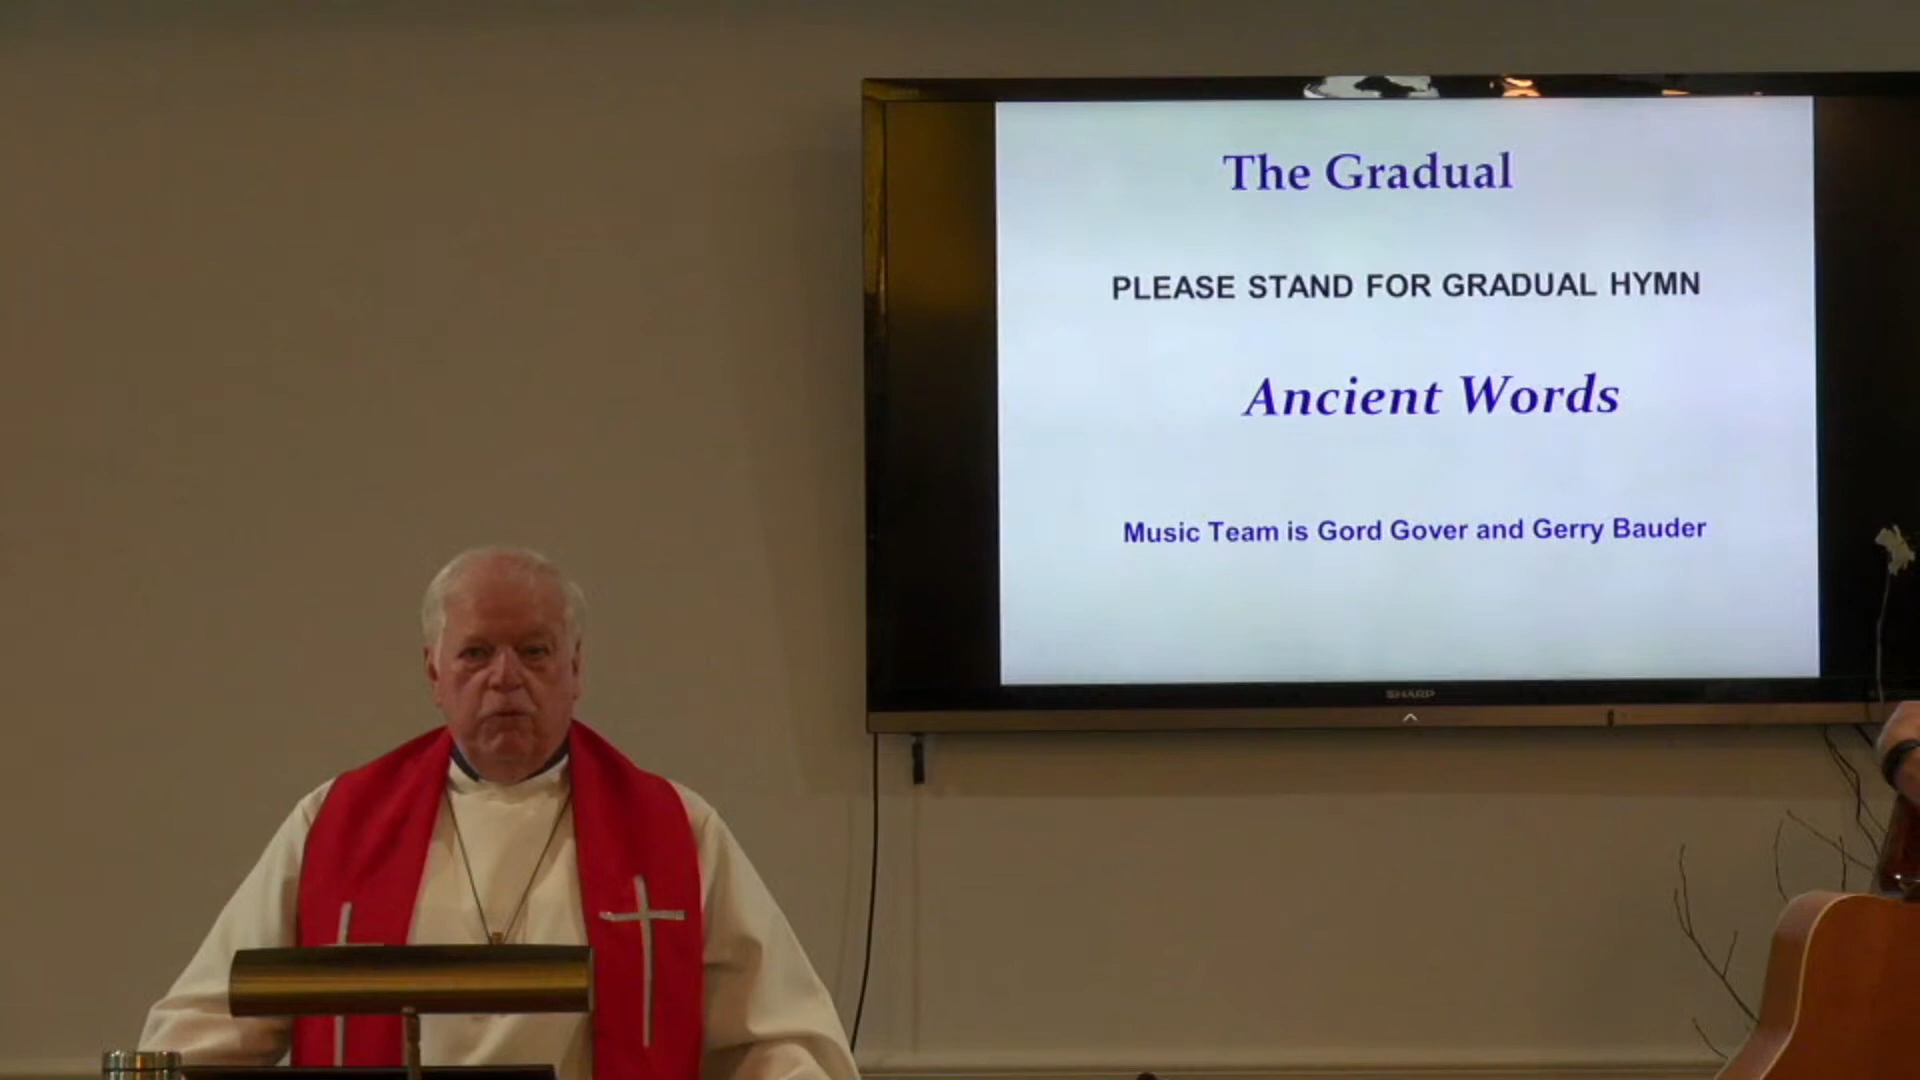 The Gradual
PLEASE STAND FOR GRADUAL HYMN
Ancient Words
Music Team is Gord Gover and Gerry Bauder
SHARP